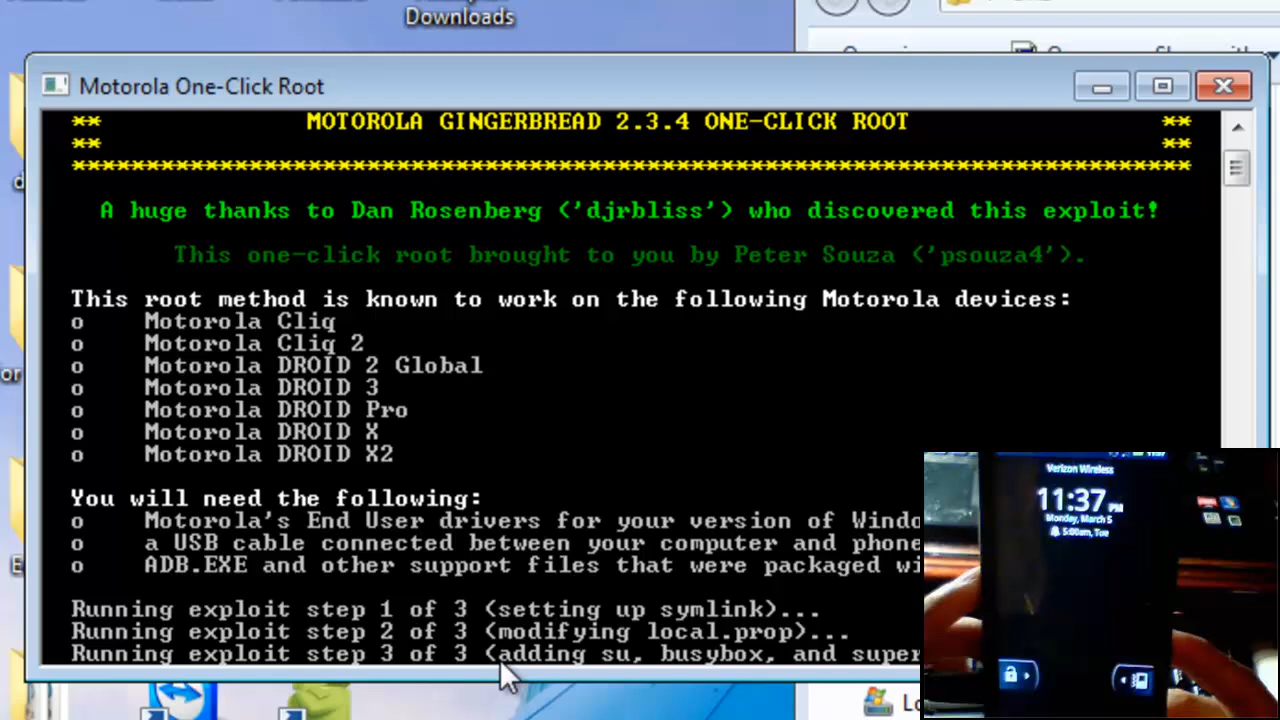 Downloads
Motorola One-Click Root
** MOTOROLA GINGERBREAD 2.3.4 ONE-CLICK ROOT **
** **
****************************************************************************
A huge thanks to Dan Rosenberg ('djrbliss') who discovered this exploit!
This one-click root brought to you by Peter Souza ('psouza4').
This root method is known to work on the following Motorola devices:
o Motorola Cliq
o Motorola Cliq 2
o Motorola DROID 2 Global
o Motorola DROID 3
o Motorola DROID Pro
o Motorola DROID X
o Motorola DROID X2
You will need the following:
o Motorola's End User drivers for your version of Windo
o a USB cable connected between your computer and phone
o ADB.EXE and other support files that were packaged wi
Running exploit step 1 of 3 (setting up symlink)...
Running exploit step 2 of 3 (modifying local.prop)...
Running exploit step 3 of 3 (adding su, busybox, and super
Verizon Wireless
11:37 PM
Monday, March 5
5:00am, Tue